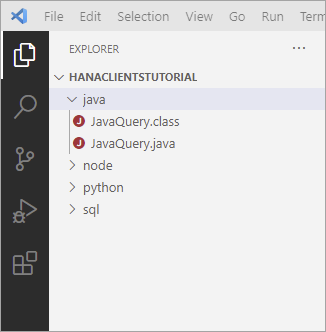 File Edit Selection View Go Run Term
EXPLORER ...
HANACLIENTSTUTORIAL
java
J JavaQuery.class
J JavaQuery.java
node
python
sql